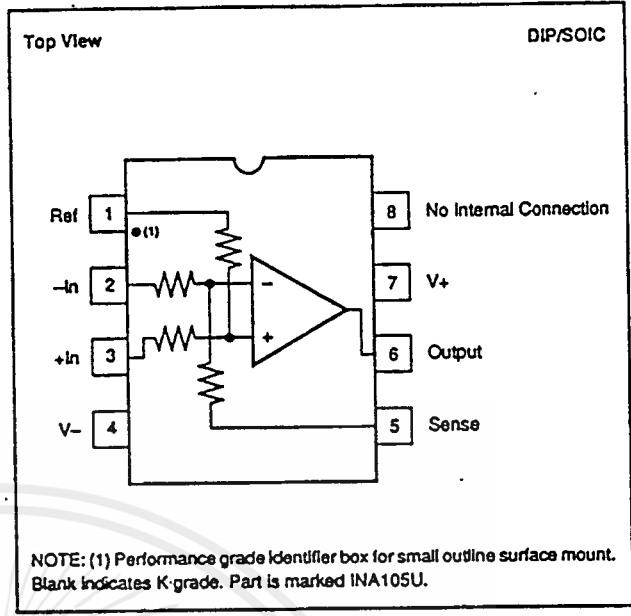 Top View
DIP/SOIC
Ref 1
(1)
8 No Internal Connection
–In 2
–
7 V+
+In 3
+
6 Output
V– 4
5 Sense
NOTE: (1) Performance grade identifier box for small outline surface mount.
Blank indicates K-grade. Part is marked INA105U.